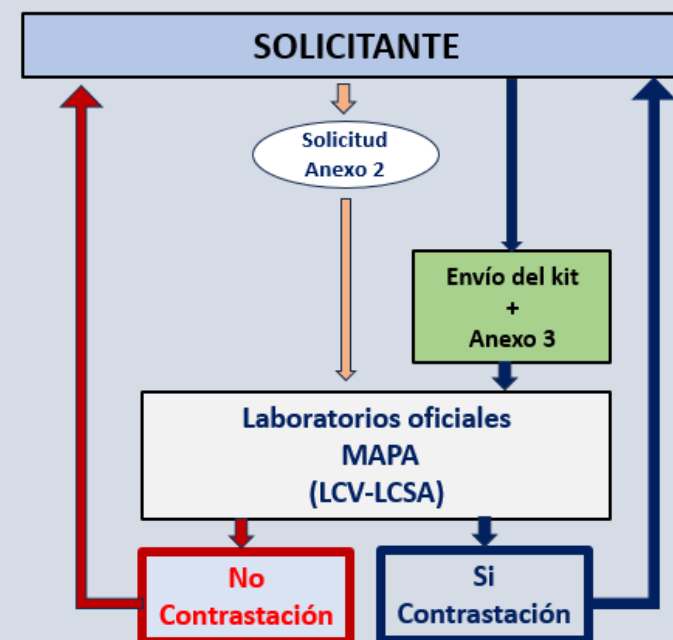 SOLICITANTE
Solicitud
Anexo 2
Envío del kit
+
Anexo 3
Laboratorios oficiales
MAPA
(LCV-LCSA)
No
Contrastación
Si
Contrastación